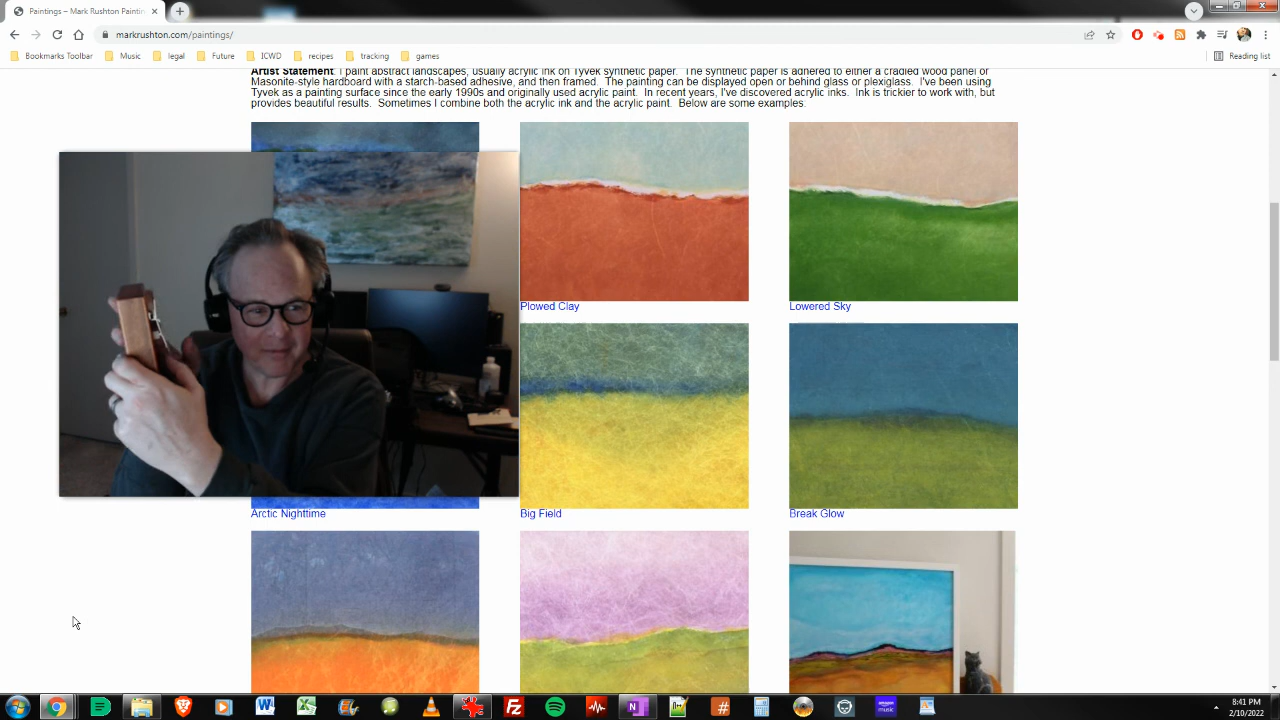 Paintings – Mark Rushton Paintin
markrushton.com/paintings/
Bookmarks Toolbar
Music
legal
Future
ICWD
recipes
tracking
games
Reading list
Artist Statement: I paint abstract landscapes, usually acrylic ink on Tyvek synthetic paper. The synthetic paper is adhered to either a cradled wood panel or
Masonite-style hardboard with a starch-based adhesive, and then framed. The painting can be displayed open or behind glass or plexiglass. I've been using
Tyvek as a painting surface since the early 1990s and originally used acrylic paint. In recent years, I've discovered acrylic inks. Ink is trickier to work with, but
provides beautiful results. Sometimes I combine both the acrylic ink and the acrylic paint. Below are some examples.
Plowed Clay
Lowered Sky
Arctic Nighttime
Big Field
Break Glow
amazon
music
8:41 PM
2/10/2022